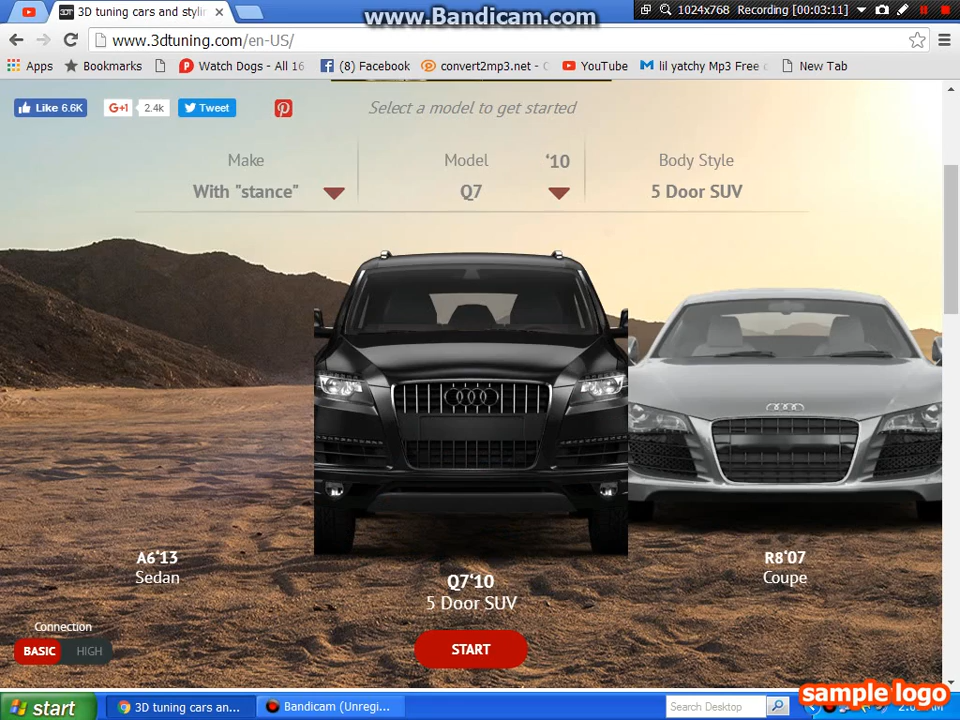 3D tuning cars and stylin
www.Bandicam.com
1024x768 Recording [00:03:11]
www.3dtuning.com/en-US/
Apps
Bookmarks
Watch Dogs - All 16
(8) Facebook
convert2mp3.net - C
YouTube
lil yatchy Mp3 Free
New Tab
Like 6.6K
G+1
2.4k
Tweet
Select a model to get started
Make
Model
'10
Body Style
With "stance"
Q7
5 Door SUV
A6'13
Sedan
Q7'10
5 Door SUV
R8'07
Coupe
Connection
BASIC
HIGH
START
sample logo
start
3D tuning cars an...
Bandicam (Unregi...
Search Desktop